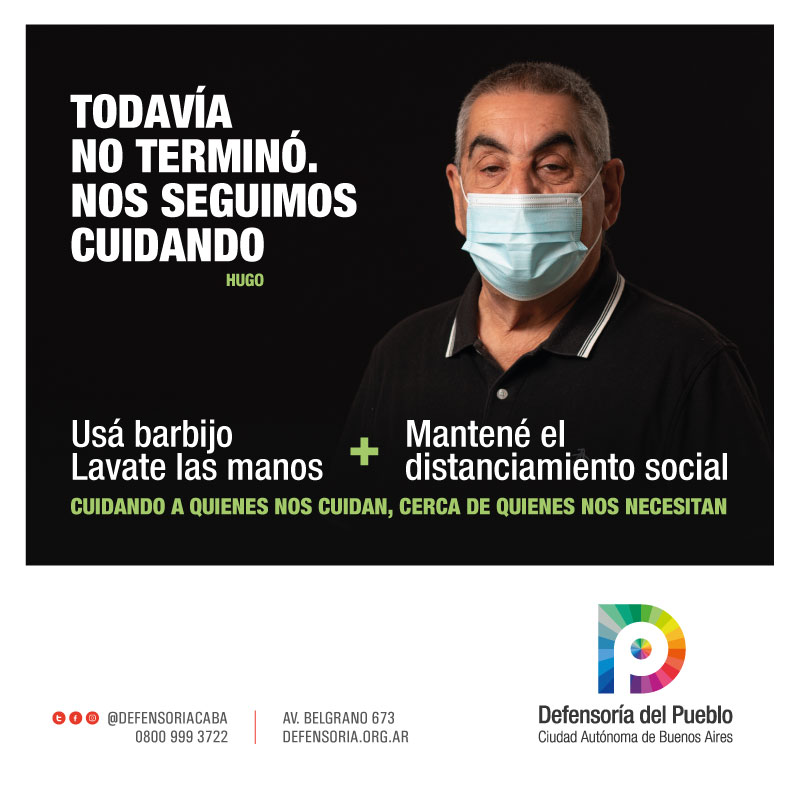 TODAVÍA
NO TERMINÓ.
NOS SEGUIMOS
CUIDANDO
HUGO
Usá barbijo
Lavate las manos
+
Mantené el
distanciamiento social
CUIDANDO A QUIENES NOS CUIDAN, CERCA DE QUIENES NOS NECESITAN
@DEFENSORIACABA
0800 999 3722
AV. BELGRANO 673
DEFENSORIA.ORG.AR
Defensoría del Pueblo
Ciudad Autónoma de Buenos Aires